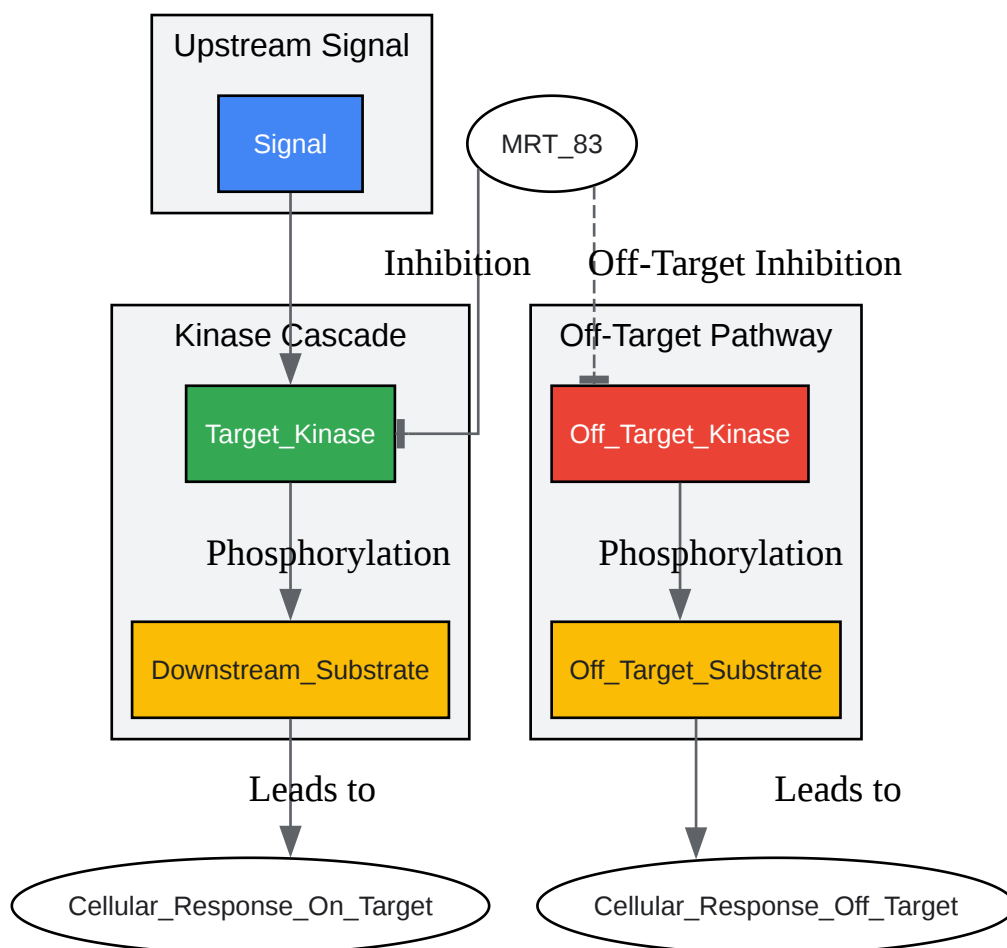 Upstream Signal
Signal
MRT_83
Inhibition
Off-Target Inhibition
Kinase Cascade
Off-Target Pathway
Target_Kinase
Off_Target_Kinase
Phosphorylation
Phosphorylation
Downstream_Substrate
Off_Target_Substrate
Leads to
Leads to
Cellular_Response_On_Target
Cellular_Response_Off_Target